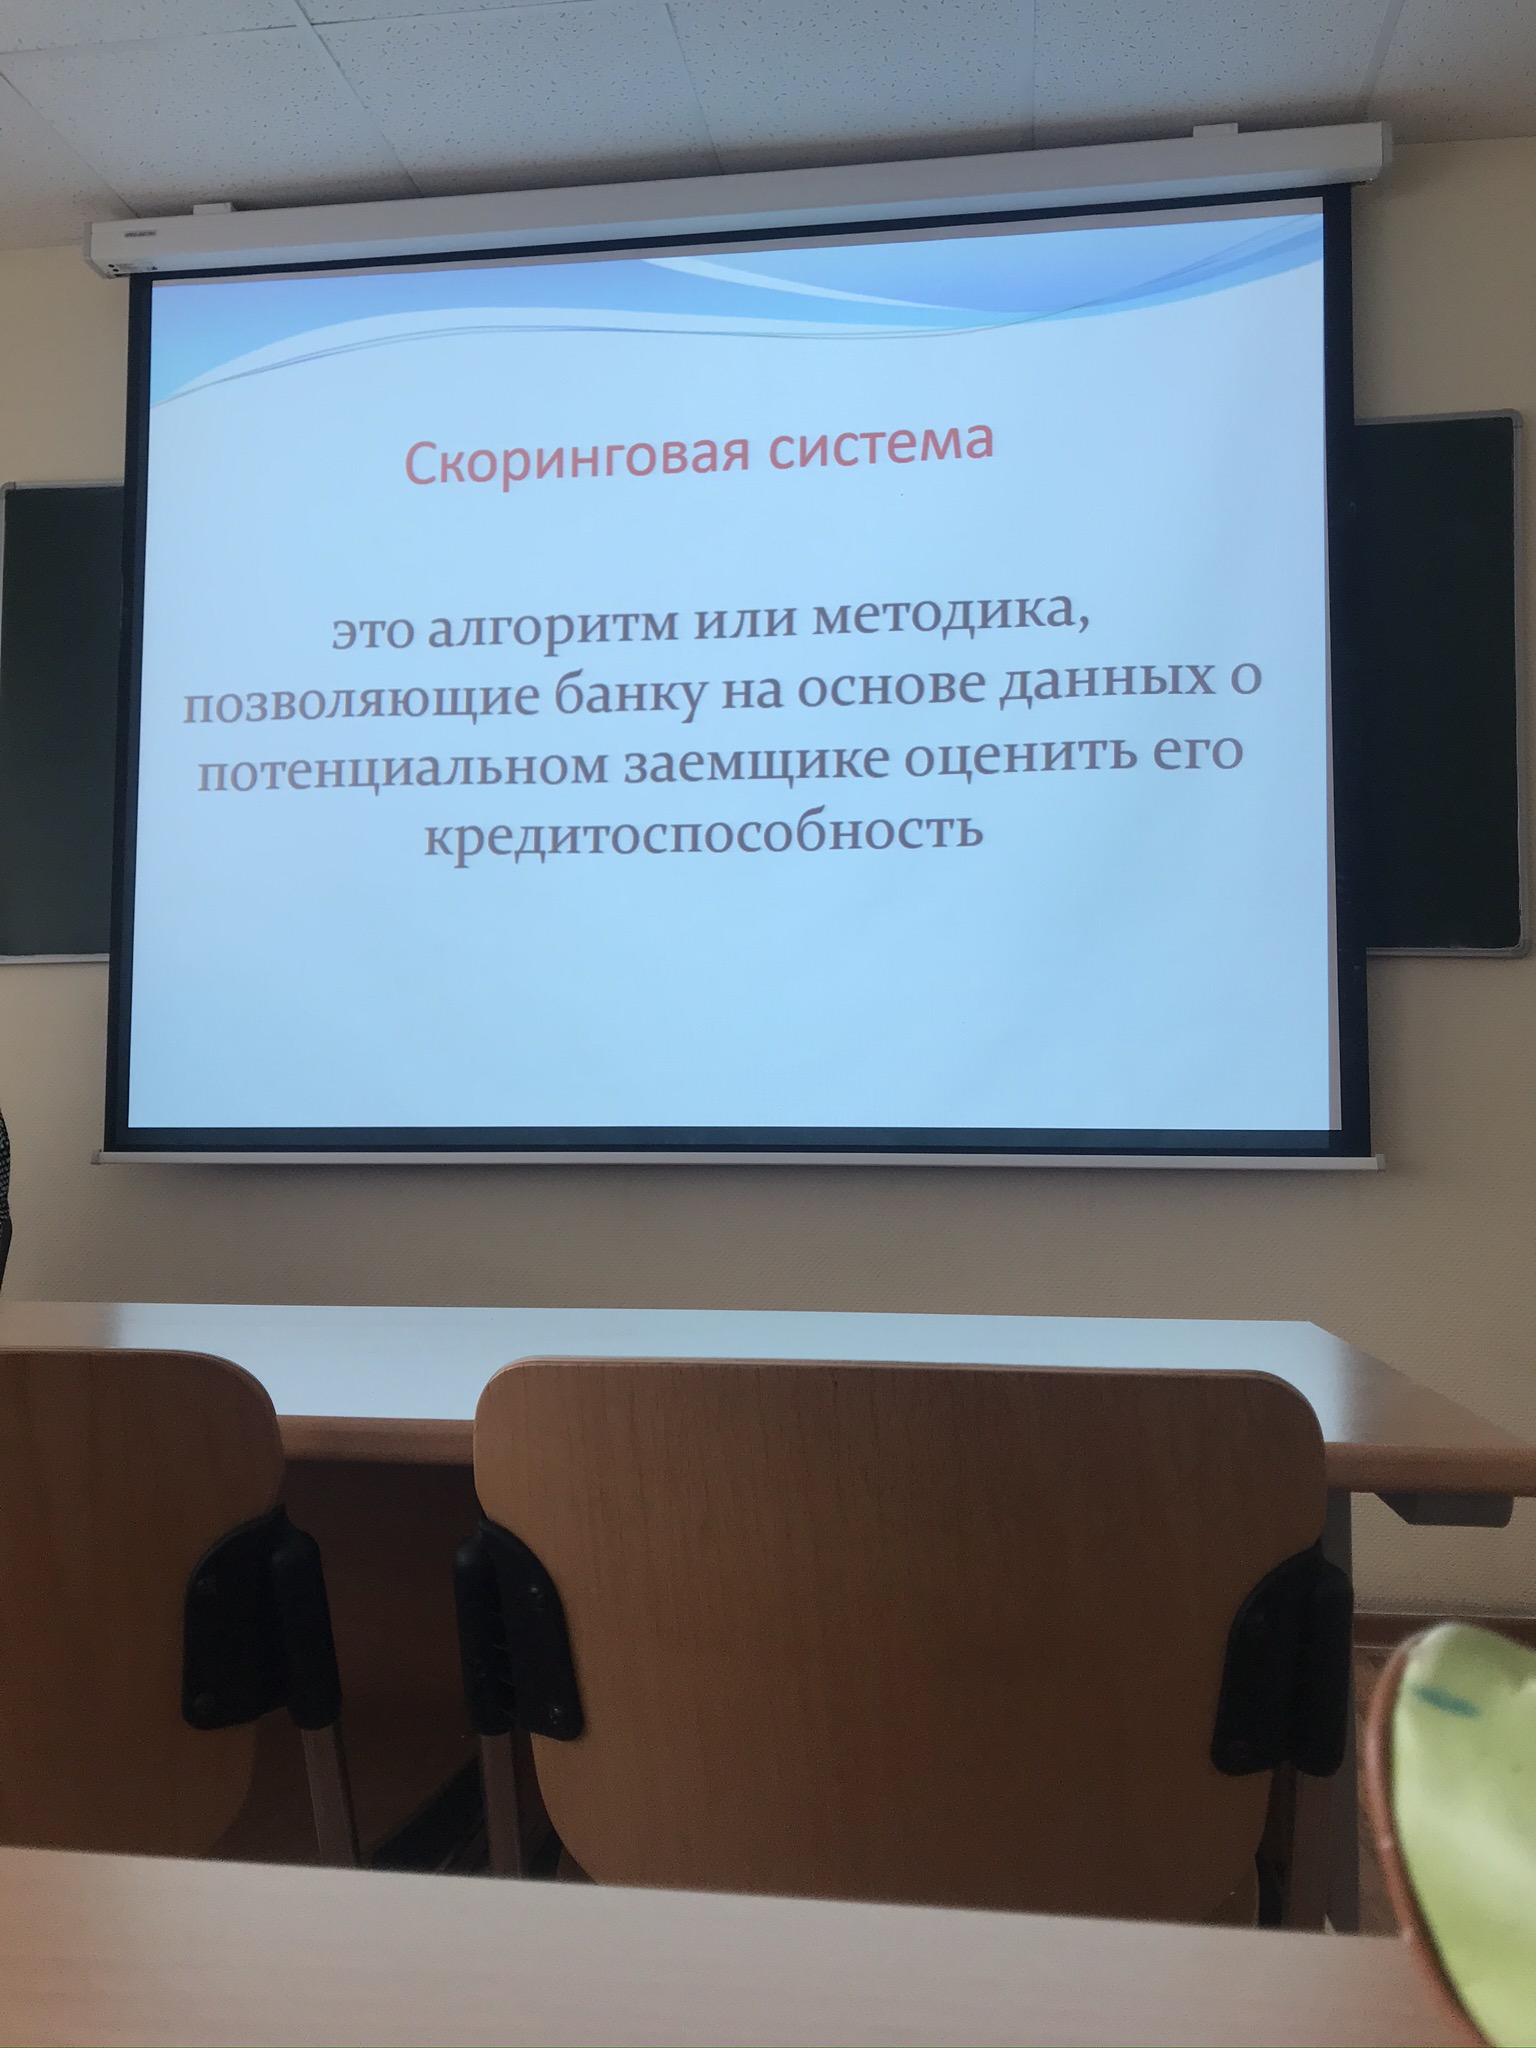 Скоринговая система
это алгоритм или методика,
позволяющие банку на основе данных о
потенциальном заемщике оценить его
кредитоспособность